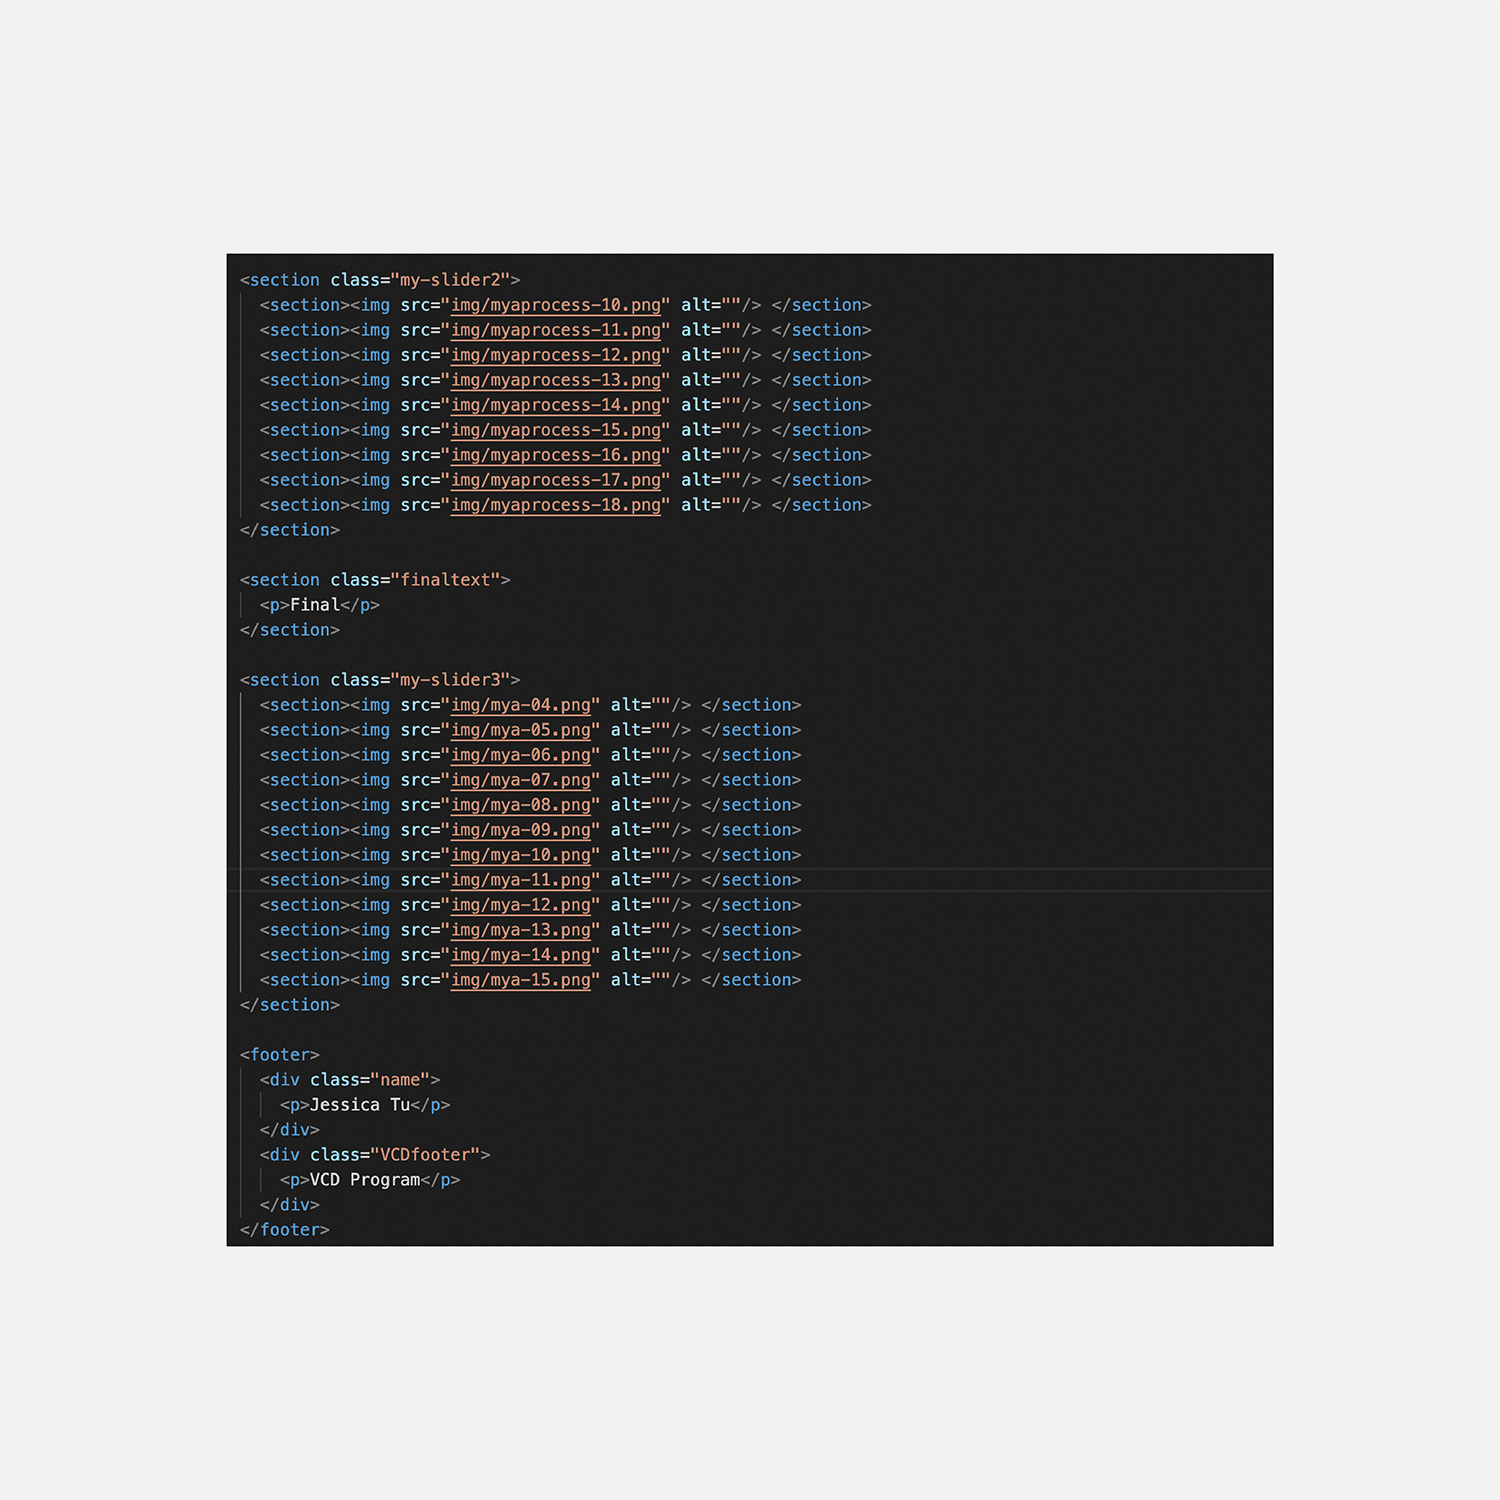 <section class="my-slider2">
<section><img src="img/myaprocess-10.png" alt=""/> </section>
<section><img src="img/myaprocess-11.png" alt=""/> </section>
<section><img src="img/myaprocess-12.png" alt=""/> </section>
<section><img src="img/myaprocess-13.png" alt=""/> </section>
<section><img src="img/myaprocess-14.png" alt=""/> </section>
<section><img src="img/myaprocess-15.png" alt=""/> </section>
<section><img src="img/myaprocess-16.png" alt=""/> </section>
<section><img src="img/myaprocess-17.png" alt=""/> </section>
<section><img src="img/myaprocess-18.png" alt=""/> </section>
</section>
<section class="finaltext">
<p>Final</p>
</section>
<section class="my-slider3">
<section><img src="img/mya-04.png" alt=""/> </section>
<section><img src="img/mya-05.png" alt=""/> </section>
<section><img src="img/mya-06.png" alt=""/> </section>
<section><img src="img/mya-07.png" alt=""/> </section>
<section><img src="img/mya-08.png" alt=""/> </section>
<section><img src="img/mya-09.png" alt=""/> </section>
<section><img src="img/mya-10.png" alt=""/> </section>
<section><img src="img/mya-11.png" alt=""/> </section>
<section><img src="img/mya-12.png" alt=""/> </section>
<section><img src="img/mya-13.png" alt=""/> </section>
<section><img src="img/mya-14.png" alt=""/> </section>
<section><img src="img/mya-15.png" alt=""/> </section>
</section>
<footer>
<div class="name">
<p>Jessica Tu</p>
</div>
<div class="VCDfooter">
<p>VCD Program</p>
</div>
</footer>